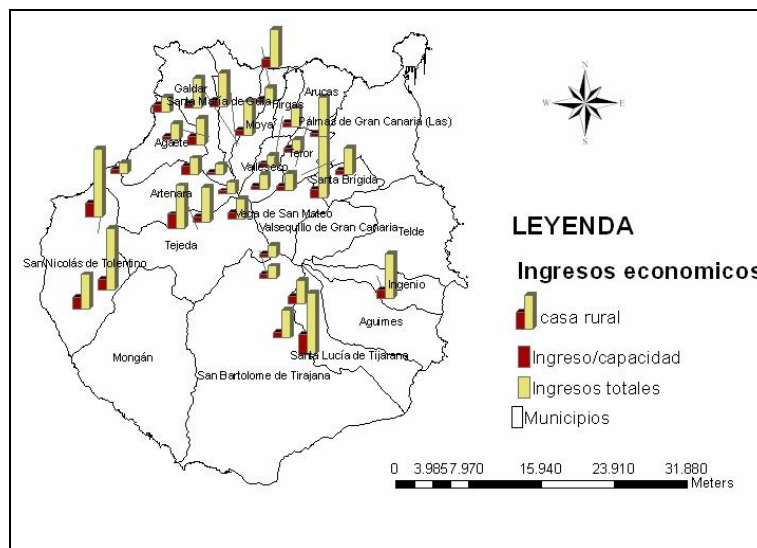 N
W E
S
Galdar
Santa María de Guía
Firgas
Arucas
Moya
Palmas de Gran Canaria (Las)
Agaete
Teror
Valleseco
Santa Brígida
Artenara
Vega de San Mateo
Valsequillo de Gran Canaria
Telde
Tejeda
San Nicolás de Tolentino
Ingenio
Aguimes
Mongán
Santa Lucía de Tijarana
San Bartolome de Tirajana
LEYENDA
Ingresos economicos
casa rural
Ingreso/capacidad
Ingresos totales
Municipios
0 3.9857.970 15.940 23.910 31.880
Meters